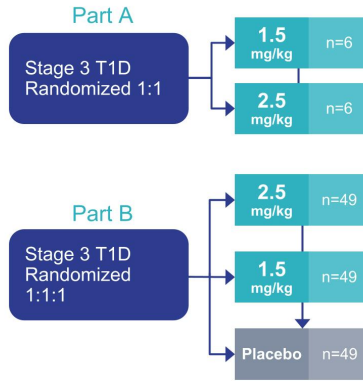 Part A
Stage 3 T1D
Randomized 1:1
1.5
mg/kg
n=6
2.5
mg/kg
n=6
Part B
Stage 3 T1D
Randomized
1:1:1
2.5
mg/kg
n=49
1.5
mg/kg
n=49
Placebo
n=49